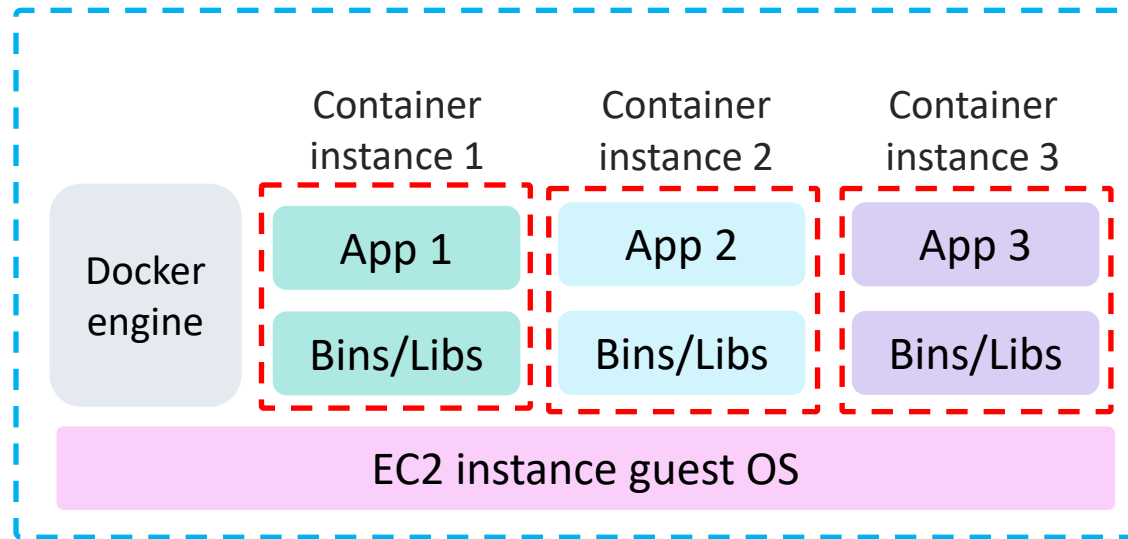 Container
instance 1
Container
instance 2
Container
instance 3
Docker
engine
App 1
App 2
App 3
Bins/Libs
Bins/Libs
Bins/Libs
EC2 instance guest OS